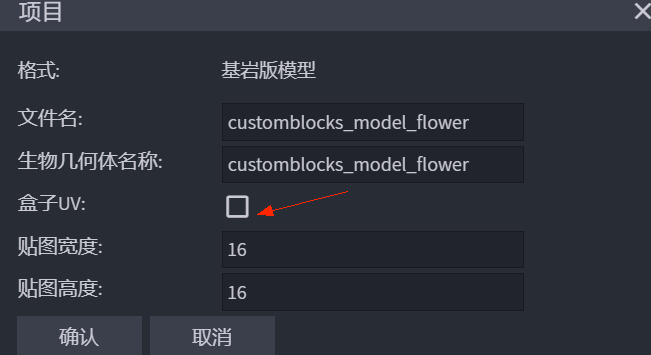 项目
格式: 基岩版模型
文件名: customblocks_model_flower
生物几何体名称: customblocks_model_flower
盒子UV:
贴图宽度: 16
贴图高度: 16
确认 取消